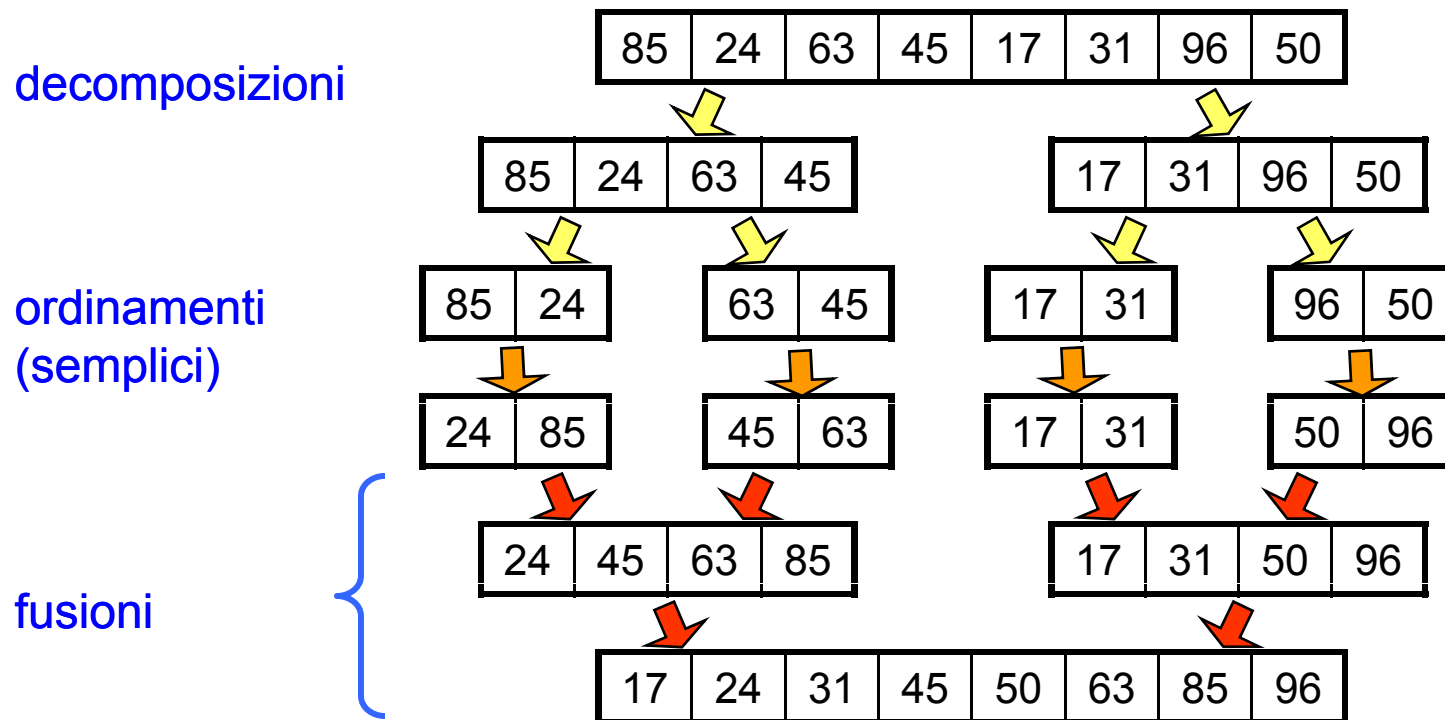 85 24 63 45 17 31 96 50
decomposizioni
85 24 63 45 17 31 96 50
ordinamenti
(semplici)
85 24 63 45 17 31 96 50
24 85 45 63 17 31 50 96
fusioni
24 45 63 85 17 31 50 96
17 24 31 45 50 63 85 96